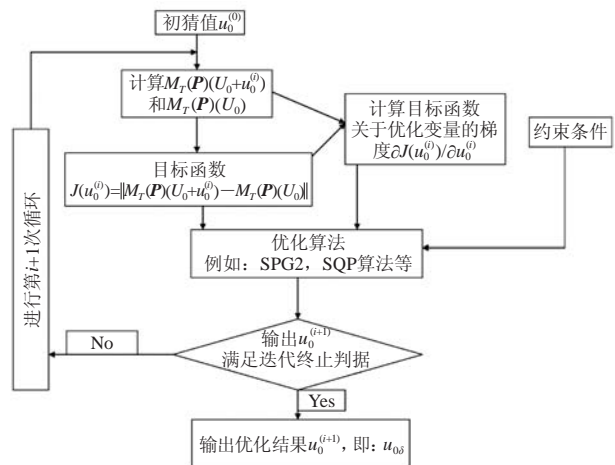 初猜值u₀⁽⁰⁾
计算M_T(P)(U₀+u₀⁽ⁱ⁾)
和M_T(P)(U₀)
目标函数
J(u₀⁽ⁱ⁾)=‖M_T(P)(U₀+u₀⁽ⁱ⁾)−M_T(P)(U₀)‖
计算目标函数
关于优化变量的梯
度∂J(u₀⁽ⁱ⁾)/∂u₀⁽ⁱ⁾
约束条件
进行第i+1次循环
优化算法
例如：SPG2，SQP算法等
输出u₀⁽ⁱ⁺¹⁾
满足迭代终止判据
No
Yes
输出优化结果u₀⁽ⁱ⁺¹⁾，即：u₀δ